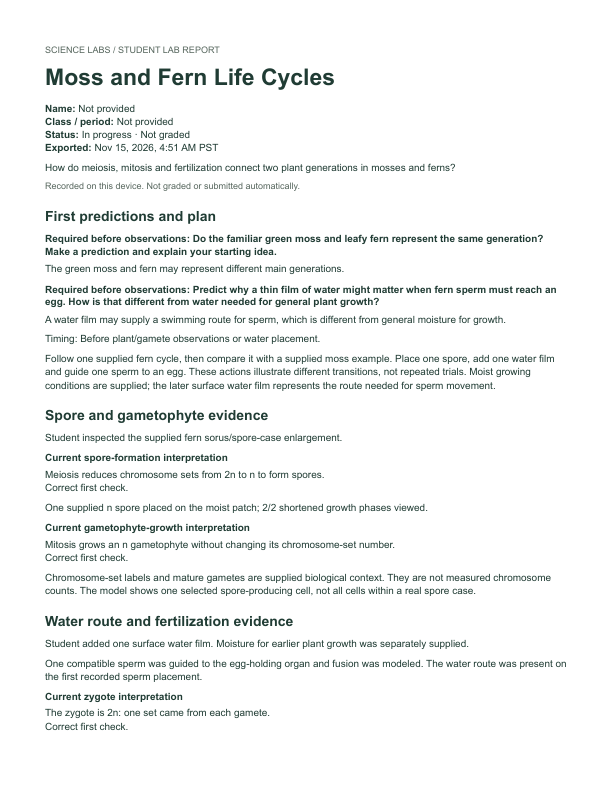 SCIENCE LABS / STUDENT LAB REPORT
Moss and Fern Life Cycles
Name: Not provided
Class / period: Not provided
Status: In progress · Not graded
Exported: Nov 15, 2026, 4:51 AM PST
How do meiosis, mitosis and fertilization connect two plant generations in mosses and ferns?
Recorded on this device. Not graded or submitted automatically.
First predictions and plan
Required before observations: Do the familiar green moss and leafy fern represent the same generation?
Make a prediction and explain your starting idea.
The green moss and fern may represent different main generations.
Required before observations: Predict why a thin film of water might matter when fern sperm must reach an
egg. How is that different from water needed for general plant growth?
A water film may supply a swimming route for sperm, which is different from general moisture for growth.
Timing: Before plant/gamete observations or water placement.
Follow one supplied fern cycle, then compare it with a supplied moss example. Place one spore, add one water film
and guide one sperm to an egg. These actions illustrate different transitions, not repeated trials. Moist growing
conditions are supplied; the later surface water film represents the route needed for sperm movement.
Spore and gametophyte evidence
Student inspected the supplied fern sorus/spore-case enlargement.
Current spore-formation interpretation
Meiosis reduces chromosome sets from 2n to n to form spores.
Correct first check.
One supplied n spore placed on the moist patch; 2/2 shortened growth phases viewed.
Current gametophyte-growth interpretation
Mitosis grows an n gametophyte without changing its chromosome-set number.
Correct first check.
Chromosome-set labels and mature gametes are supplied biological context. They are not measured chromosome
counts. The model shows one selected spore-producing cell, not all cells within a real spore case.
Water route and fertilization evidence
Student added one surface water film. Moisture for earlier plant growth was separately supplied.
One compatible sperm was guided to the egg-holding organ and fusion was modeled. The water route was present on
the first recorded sperm placement.
Current zygote interpretation
The zygote is 2n: one set came from each gamete.
Correct first check.